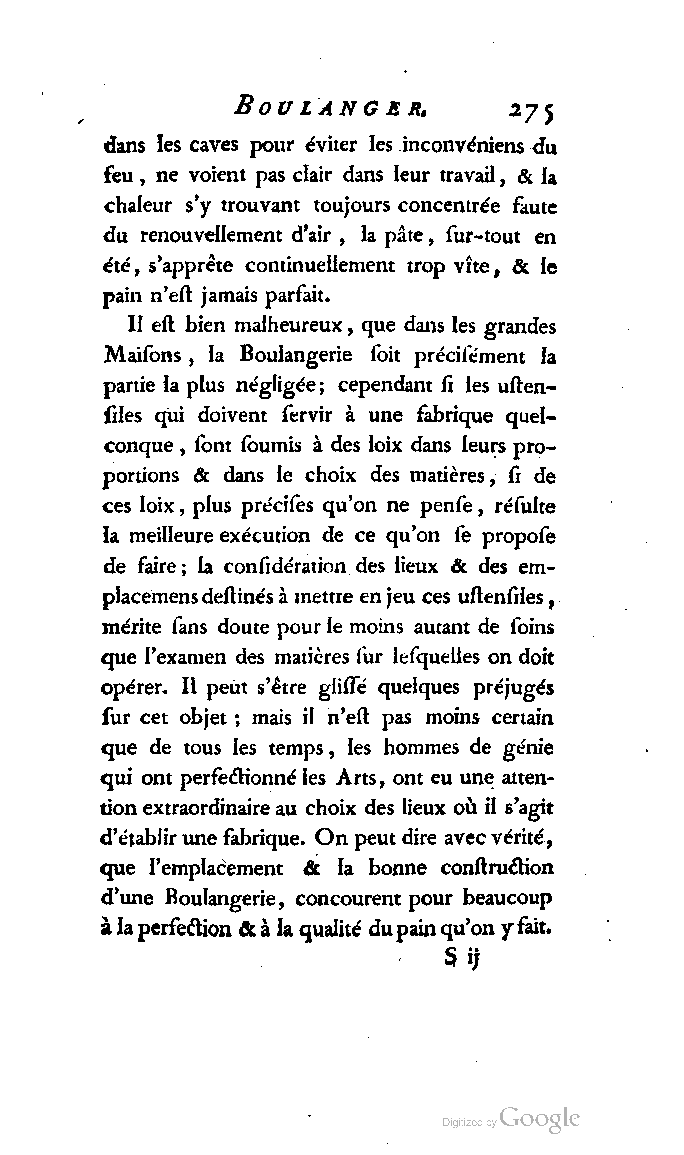 BOULANGER. 275
dans les caves pour éviter les inconvéniens du
feu, ne voient pas clair dans leur travail, & la
chaleur s'y trouvant toujours concentrée faute
du renouvellement d'air, la pâte, ſur-tout en
été, s'apprête continuellement trop vîte, & le
pain n'eſt jamais parfait.
Il eſt bien malheureux, que dans les grandes
Maiſons, la Boulangerie ſoit préciſément la
partie la plus négligée; cependant ſi les uſten-
ſiles qui doivent ſervir à une fabrique quel-
conque, ſont ſoumis à des loix dans leurs pro-
portions & dans le choix des matières, ſi de
ces loix, plus préciſes qu'on ne penſe, réſulte
la meilleure exécution de ce qu'on ſe propoſe
de faire; la conſidération des lieux & des em-
placemens deſtinés à mettre en jeu ces uſtenſiles,
mérite ſans doute pour le moins autant de ſoins
que l'examen des matières ſur leſquelles on doit
opérer. Il peut s'être gliſſé quelques préjugés
ſur cet objet; mais il n'eſt pas moins certain
que de tous les temps, les hommes de génie
qui ont perfectionné les Arts, ont eu une atten-
tion extraordinaire au choix des lieux où il s'agit
d'établir une fabrique. On peut dire avec vérité,
que l'emplacement & la bonne conſtruction
d'une Boulangerie, concourent pour beaucoup
à la perfection & à la qualité du pain qu'on y fait.
S ij
Digitized by Google